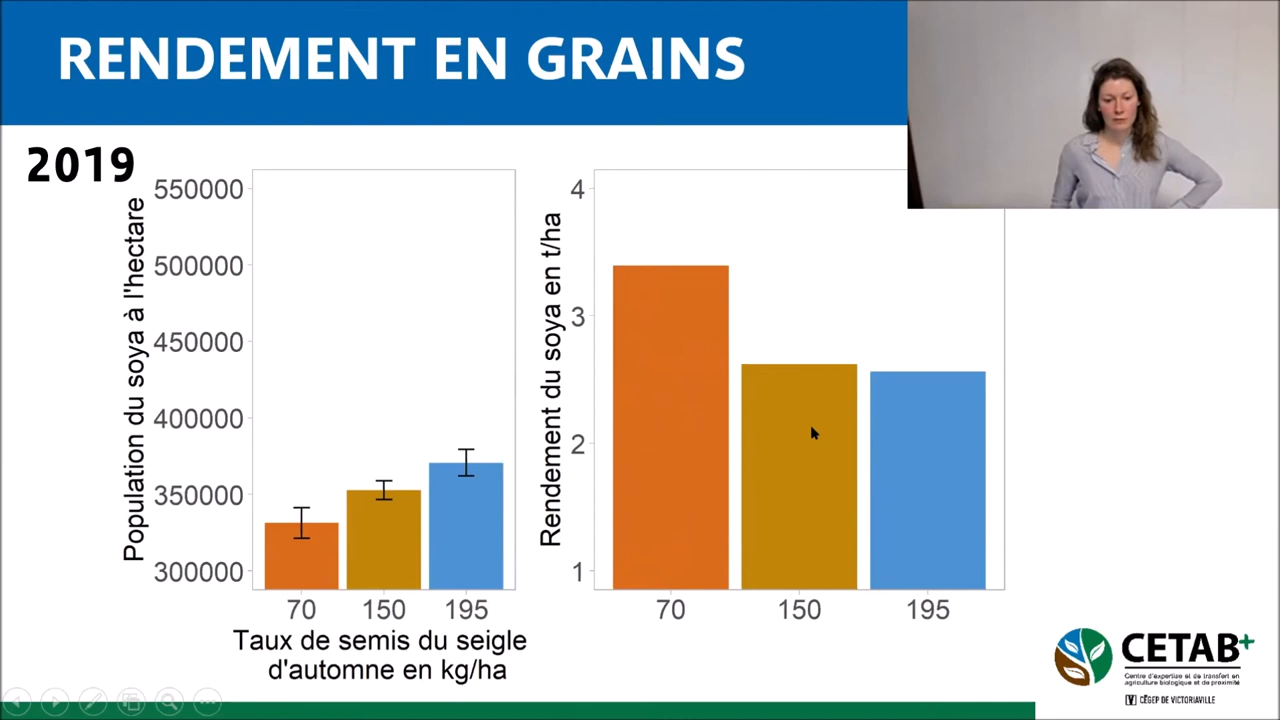 RENDEMENT EN GRAINS
2019
Population du soya à l'hectare
550000
500000
450000
400000
350000
300000
70 150 195
Taux de semis du seigle
d'automne en kg/ha
Rendement du soya en t/ha
4
3
2
1
70 150 195
CETAB+
Centre d'expertise et de transfert en
agriculture biologique et de proximité
CÉGEP DE VICTORIAVILLE